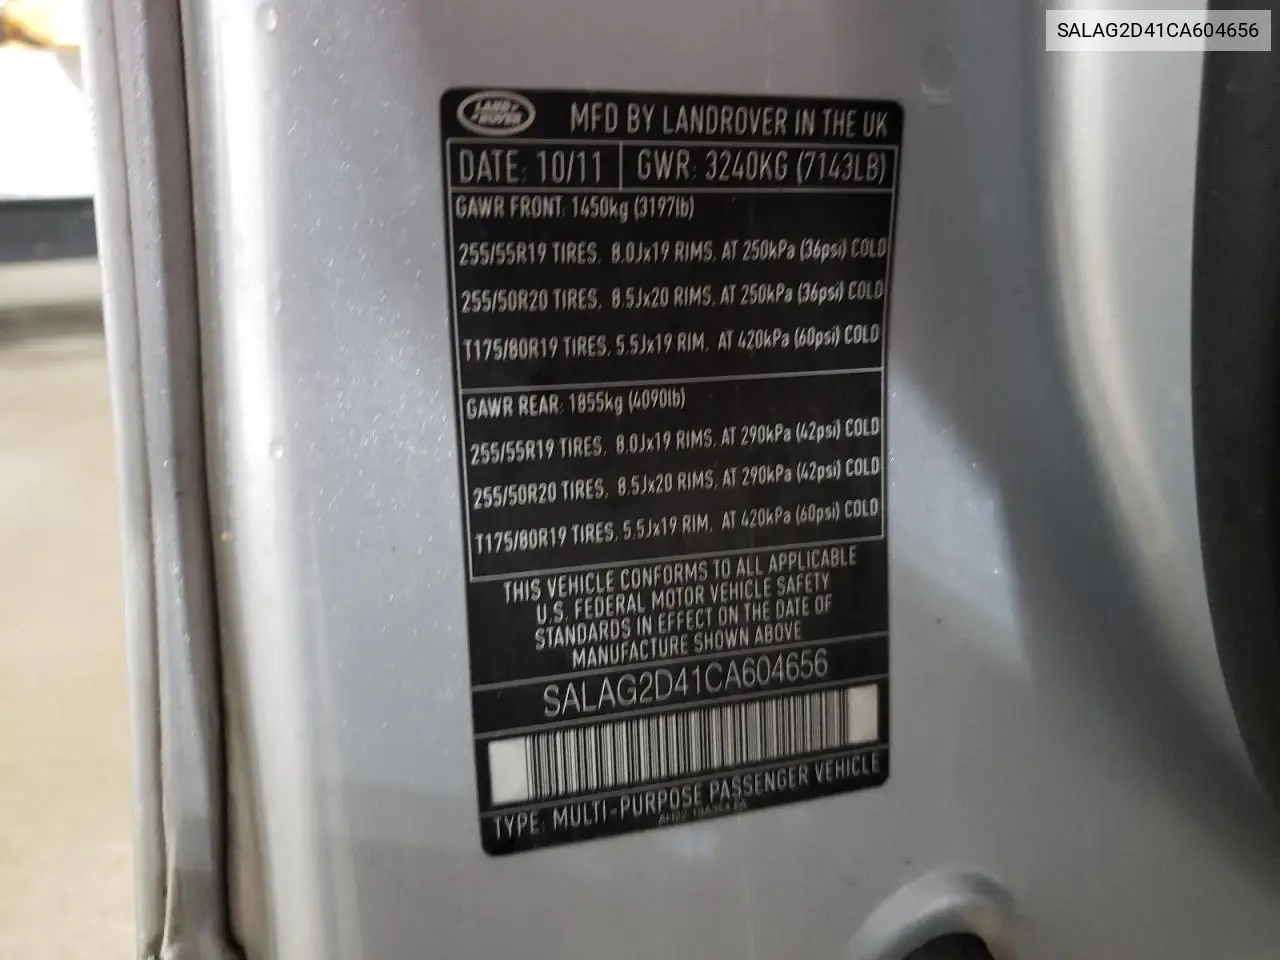 SALAG2D41CA604656
LAND ROVER
MFD BY LANDROVER IN THE UK
DATE: 10/11 GWR: 3240KG (7143LB)
GAWR FRONT: 1450kg (3197lb)
255/55R19 TIRES, 8.0Jx19 RIMS, AT 250kPa (36psi) COLD
255/50R20 TIRES, 8.5Jx20 RIMS, AT 250kPa (36psi) COLD
T175/80R19 TIRES, 5.5Jx19 RIM, AT 420kPa (60psi) COLD
GAWR REAR: 1855kg (4090lb)
255/55R19 TIRES, 8.0Jx19 RIMS, AT 290kPa (42psi) COLD
255/50R20 TIRES, 8.5Jx20 RIMS, AT 290kPa (42psi) COLD
T175/80R19 TIRES, 5.5Jx19 RIM, AT 420kPa (60psi) COLD
THIS VEHICLE CONFORMS TO ALL APPLICABLE
U.S. FEDERAL MOTOR VEHICLE SAFETY
STANDARDS IN EFFECT ON THE DATE OF
MANUFACTURE SHOWN ABOVE
SALAG2D41CA604656
TYPE: MULTI-PURPOSE PASSENGER VEHICLE